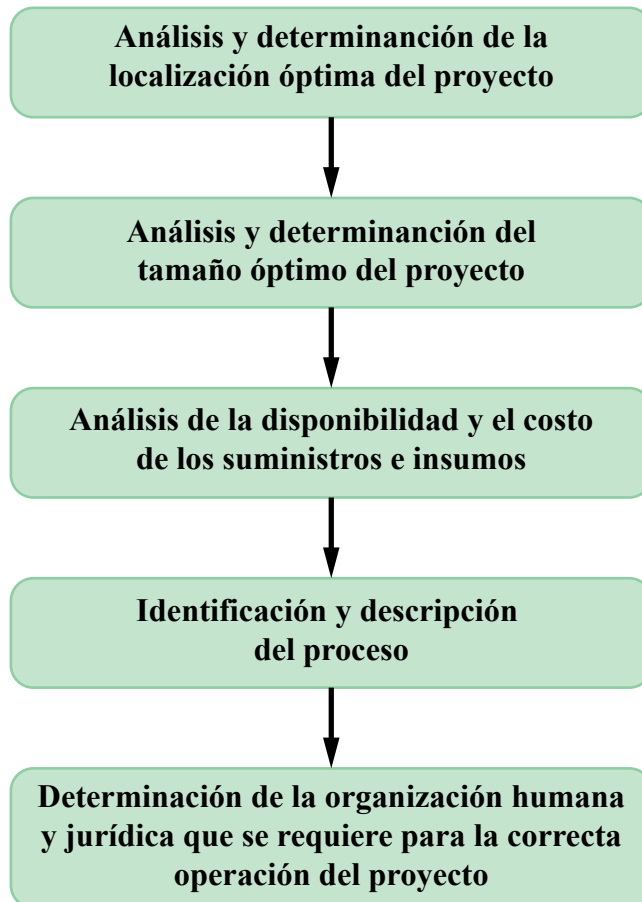 Análisis y determinanción de la
localización óptima del proyecto
Análisis y determinanción del
tamaño óptimo del proyecto
Análisis de la disponibilidad y el costo
de los suministros e insumos
Identificación y descripción
del proceso
Determinación de la organización humana
y jurídica que se requiere para la correcta
operación del proyecto